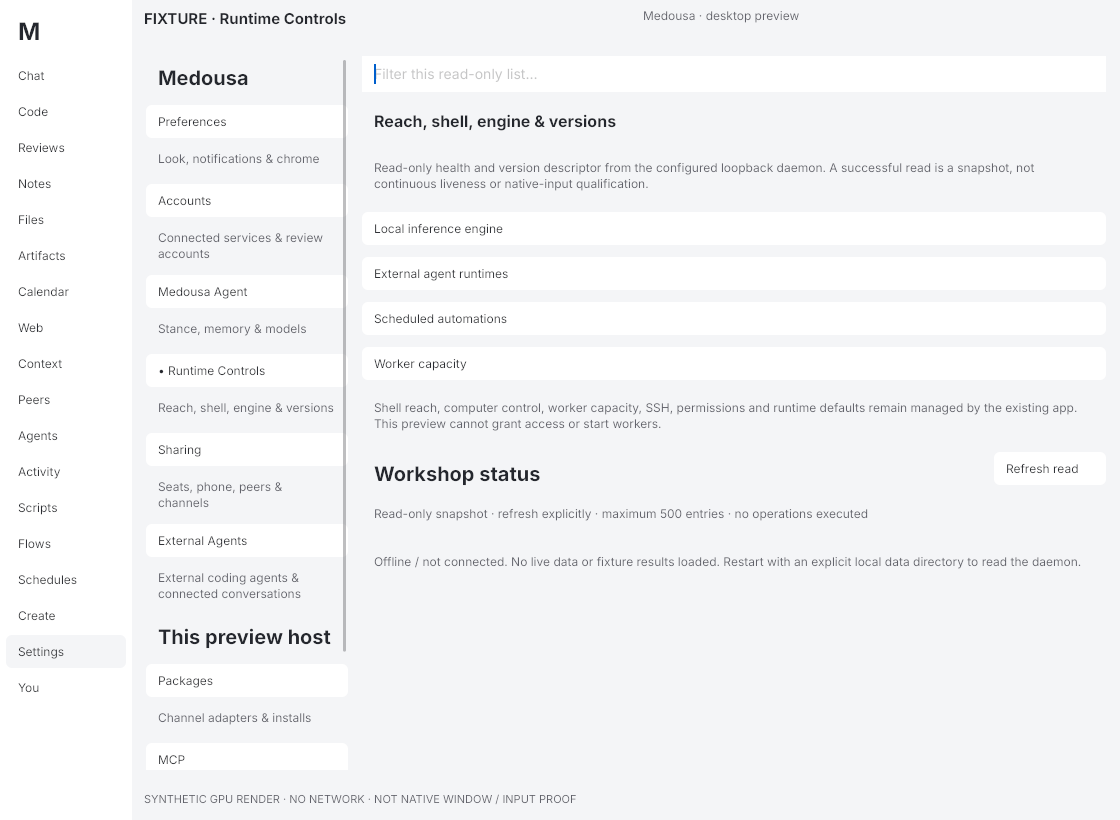 M
Chat
Code
Reviews
Notes
Files
Artifacts
Calendar
Web
Context
Peers
Agents
Activity
Scripts
Flows
Schedules
Create
Settings
You
FIXTURE · Runtime Controls
Medousa · desktop preview
Medousa
Preferences
Look, notifications & chrome
Accounts
Connected services & review
accounts
Medousa Agent
Stance, memory & models
• Runtime Controls
Reach, shell, engine & versions
Sharing
Seats, phone, peers &
channels
External Agents
External coding agents &
connected conversations
This preview host
Packages
Channel adapters & installs
MCP
Filter this read-only list...
Reach, shell, engine & versions
Read-only health and version descriptor from the configured loopback daemon. A successful read is a snapshot, not
continuous liveness or native-input qualification.
Local inference engine
External agent runtimes
Scheduled automations
Worker capacity
Shell reach, computer control, worker capacity, SSH, permissions and runtime defaults remain managed by the existing app.
This preview cannot grant access or start workers.
Workshop status
Refresh read
Read-only snapshot · refresh explicitly · maximum 500 entries · no operations executed
Offline / not connected. No live data or fixture results loaded. Restart with an explicit local data directory to read the daemon.
SYNTHETIC GPU RENDER · NO NETWORK · NOT NATIVE WINDOW / INPUT PROOF